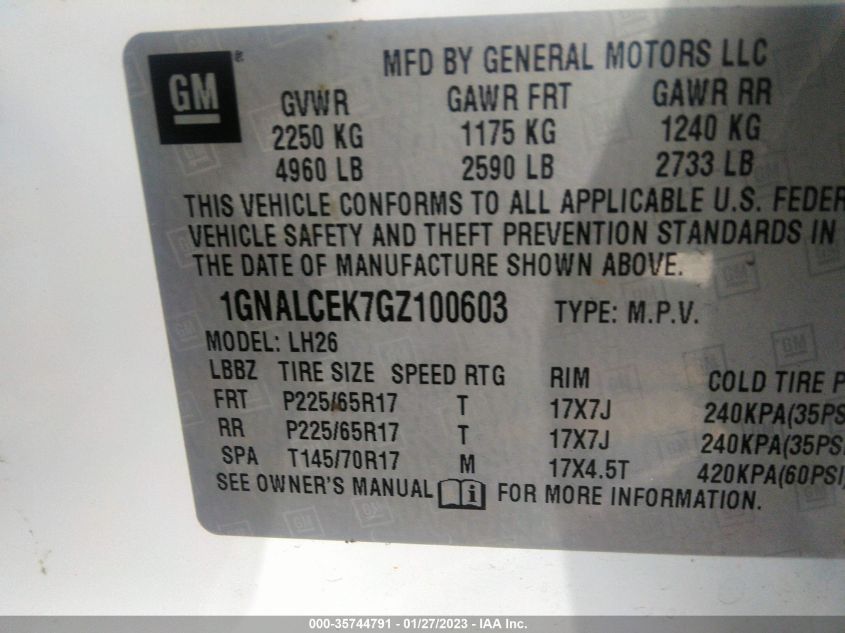 MFD BY GENERAL MOTORS LLC
GM
GVWR GAWR FRT GAWR RR
2250 KG 1175 KG 1240 KG
4960 LB 2590 LB 2733 LB
THIS VEHICLE CONFORMS TO ALL APPLICABLE U.S. FEDER
VEHICLE SAFETY AND THEFT PREVENTION STANDARDS IN
THE DATE OF MANUFACTURE SHOWN ABOVE.
1GNALCEK7GZ100603 TYPE: M.P.V.
MODEL: LH26
LBBZ TIRE SIZE SPEED RTG RIM COLD TIRE P
FRT P225/65R17 T 17X7J 240KPA(35PS
RR P225/65R17 T 17X7J 240KPA(35PS
SPA T145/70R17 M 17X4.5T 420KPA(60PSI)
SEE OWNER'S MANUAL FOR MORE INFORMATION.
000-35744791 - 01/27/2023 - IAA Inc.